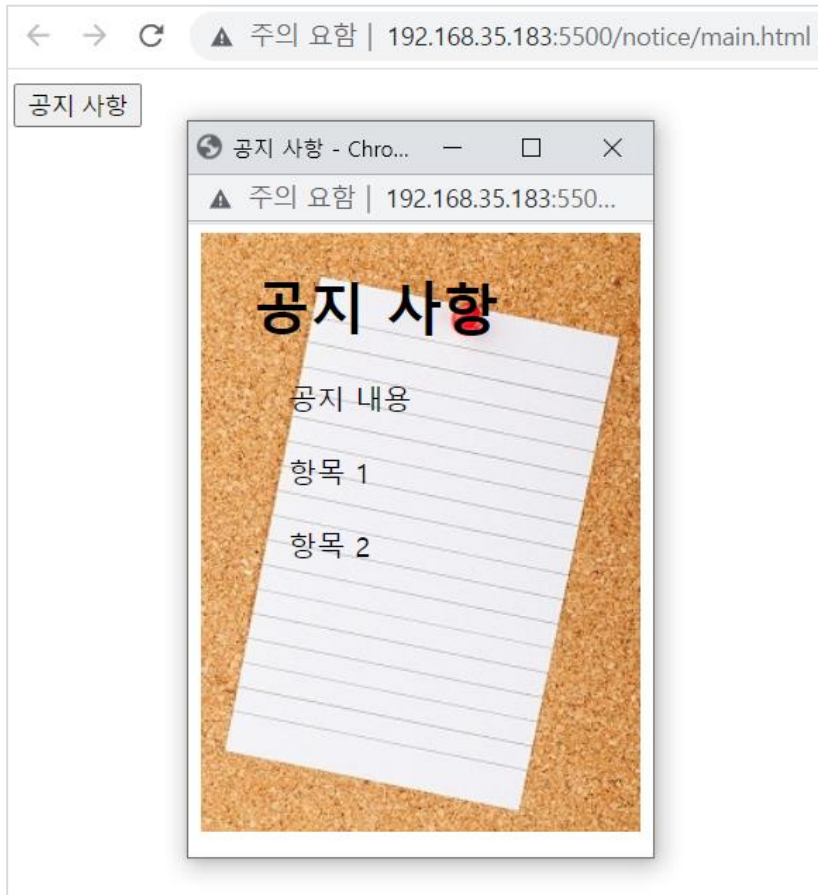 주의 요함 | 192.168.35.183:5500/notice/main.html
공지 사항
공지 사항 - Chro...
주의 요함 | 192.168.35.183:550...
공지 사항
공지 내용
항목 1
항목 2